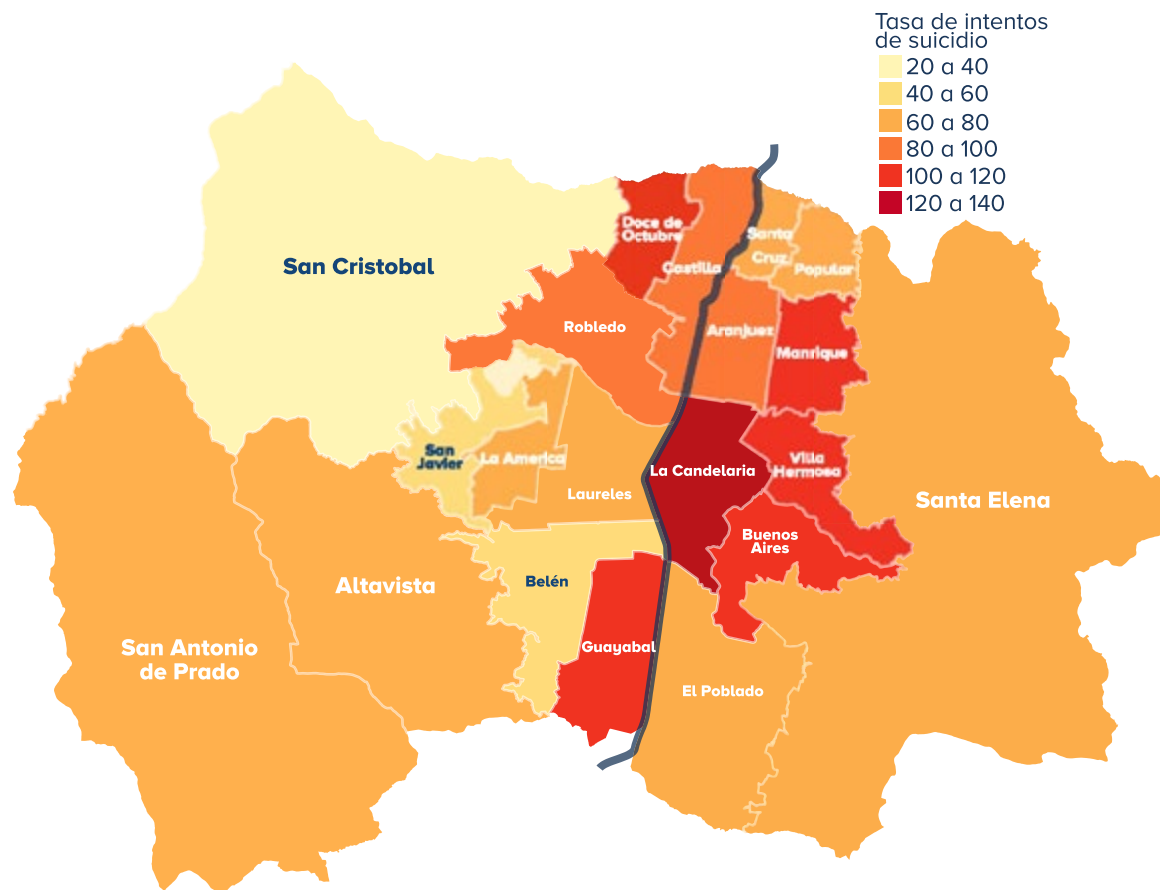 Tasa de intentos
de suicidio
20 a 40
40 a 60
60 a 80
80 a 100
100 a 120
120 a 140
San Cristobal
Doce de
Octubre
Santa
Cruz
Castilla
Popular
Robledo
Aranjuez
Manrique
San
Javier
La America
La Candelaria
Villa
Hermosa
Laureles
Santa Elena
Buenos
Aires
Altavista
Belén
San Antonio
de Prado
Guayabal
El Poblado